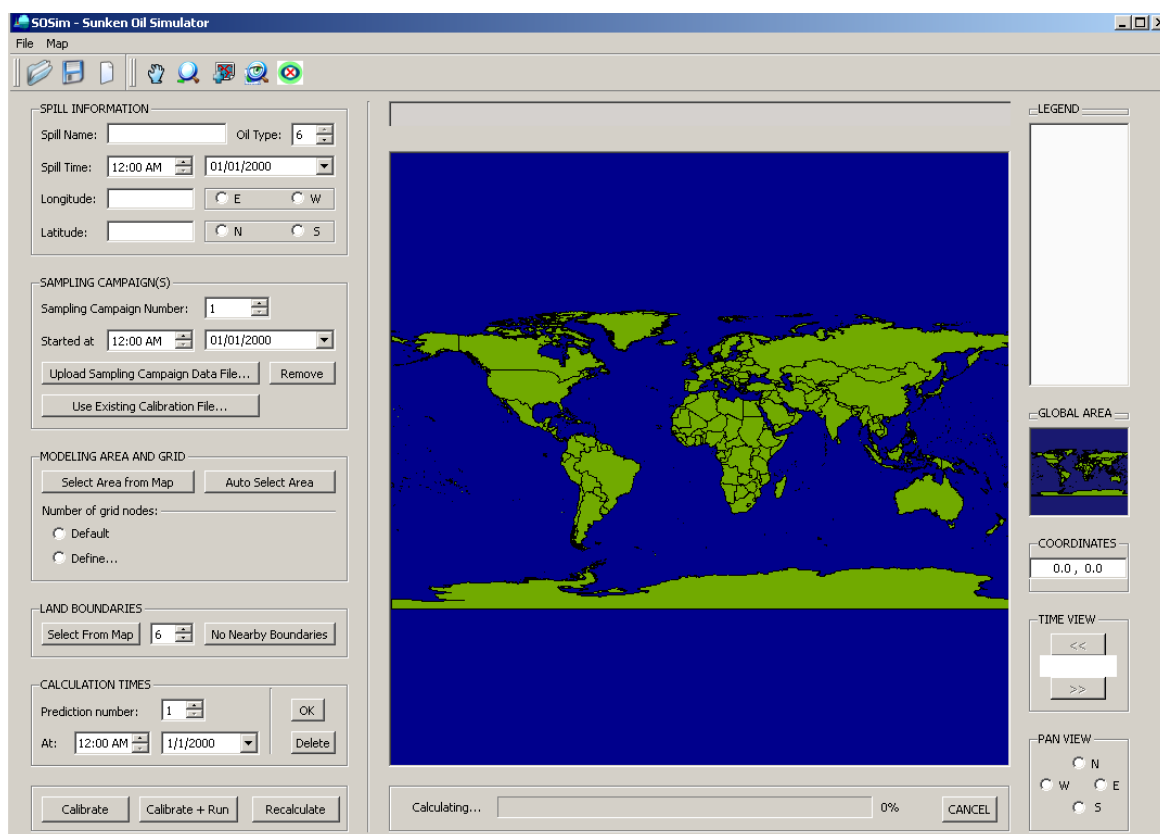 SOSim - Sunken Oil Simulator
File Map
SPILL INFORMATION
Spill Name: Oil Type: 6
Spill Time: 12:00 AM 01/01/2000
Longitude: E W
Latitude: N S
SAMPLING CAMPAIGN(S)
Sampling Campaign Number: 1
Started at 12:00 AM 01/01/2000
Upload Sampling Campaign Data File... Remove
Use Existing Calibration File...
MODELING AREA AND GRID
Select Area from Map Auto Select Area
Number of grid nodes:
Default
Define...
LAND BOUNDARIES
Select From Map 6 No Nearby Boundaries
CALCULATION TIMES
Prediction number: 1 OK
At: 12:00 AM 1/1/2000 Delete
Calibrate Calibrate + Run Recalculate
Calculating... 0% CANCEL
LEGEND
GLOBAL AREA
COORDINATES
0.0 , 0.0
TIME VIEW
<<
>>
PAN VIEW
N
W E
S